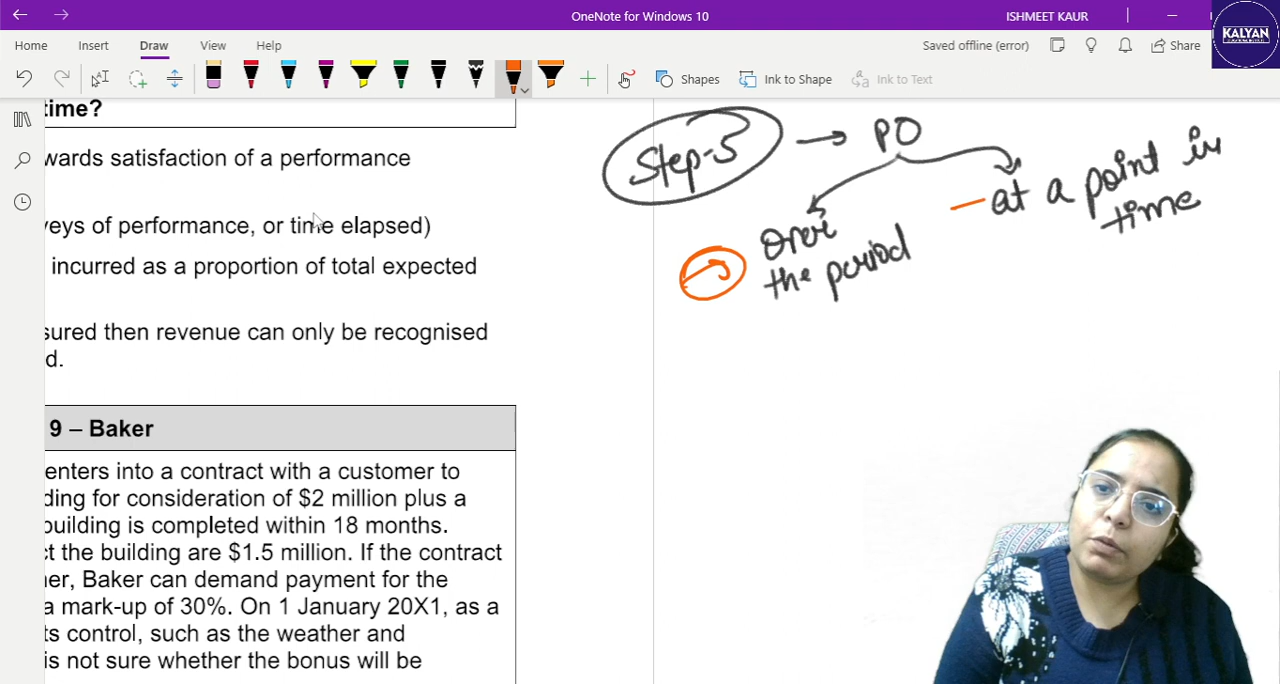 OneNote for Windows 10
ISHMEET KAUR
KALYAN
Home Insert Draw View Help
Saved offline (error)
Share
Shapes
Ink to Shape
Ink to Text
time?
wards satisfaction of a performance
veys of performance, or time elapsed)
incurred as a proportion of total expected
sured then revenue can only be recognised
d.
9 – Baker
enters into a contract with a customer to
ding for consideration of $2 million plus a
building is completed within 18 months.
ct the building are $1.5 million. If the contract
ner, Baker can demand payment for the
a mark-up of 30%. On 1 January 20X1, as a
ts control, such as the weather and
is not sure whether the bonus will be
Step-5 → PO
over
the period
at a point in
time